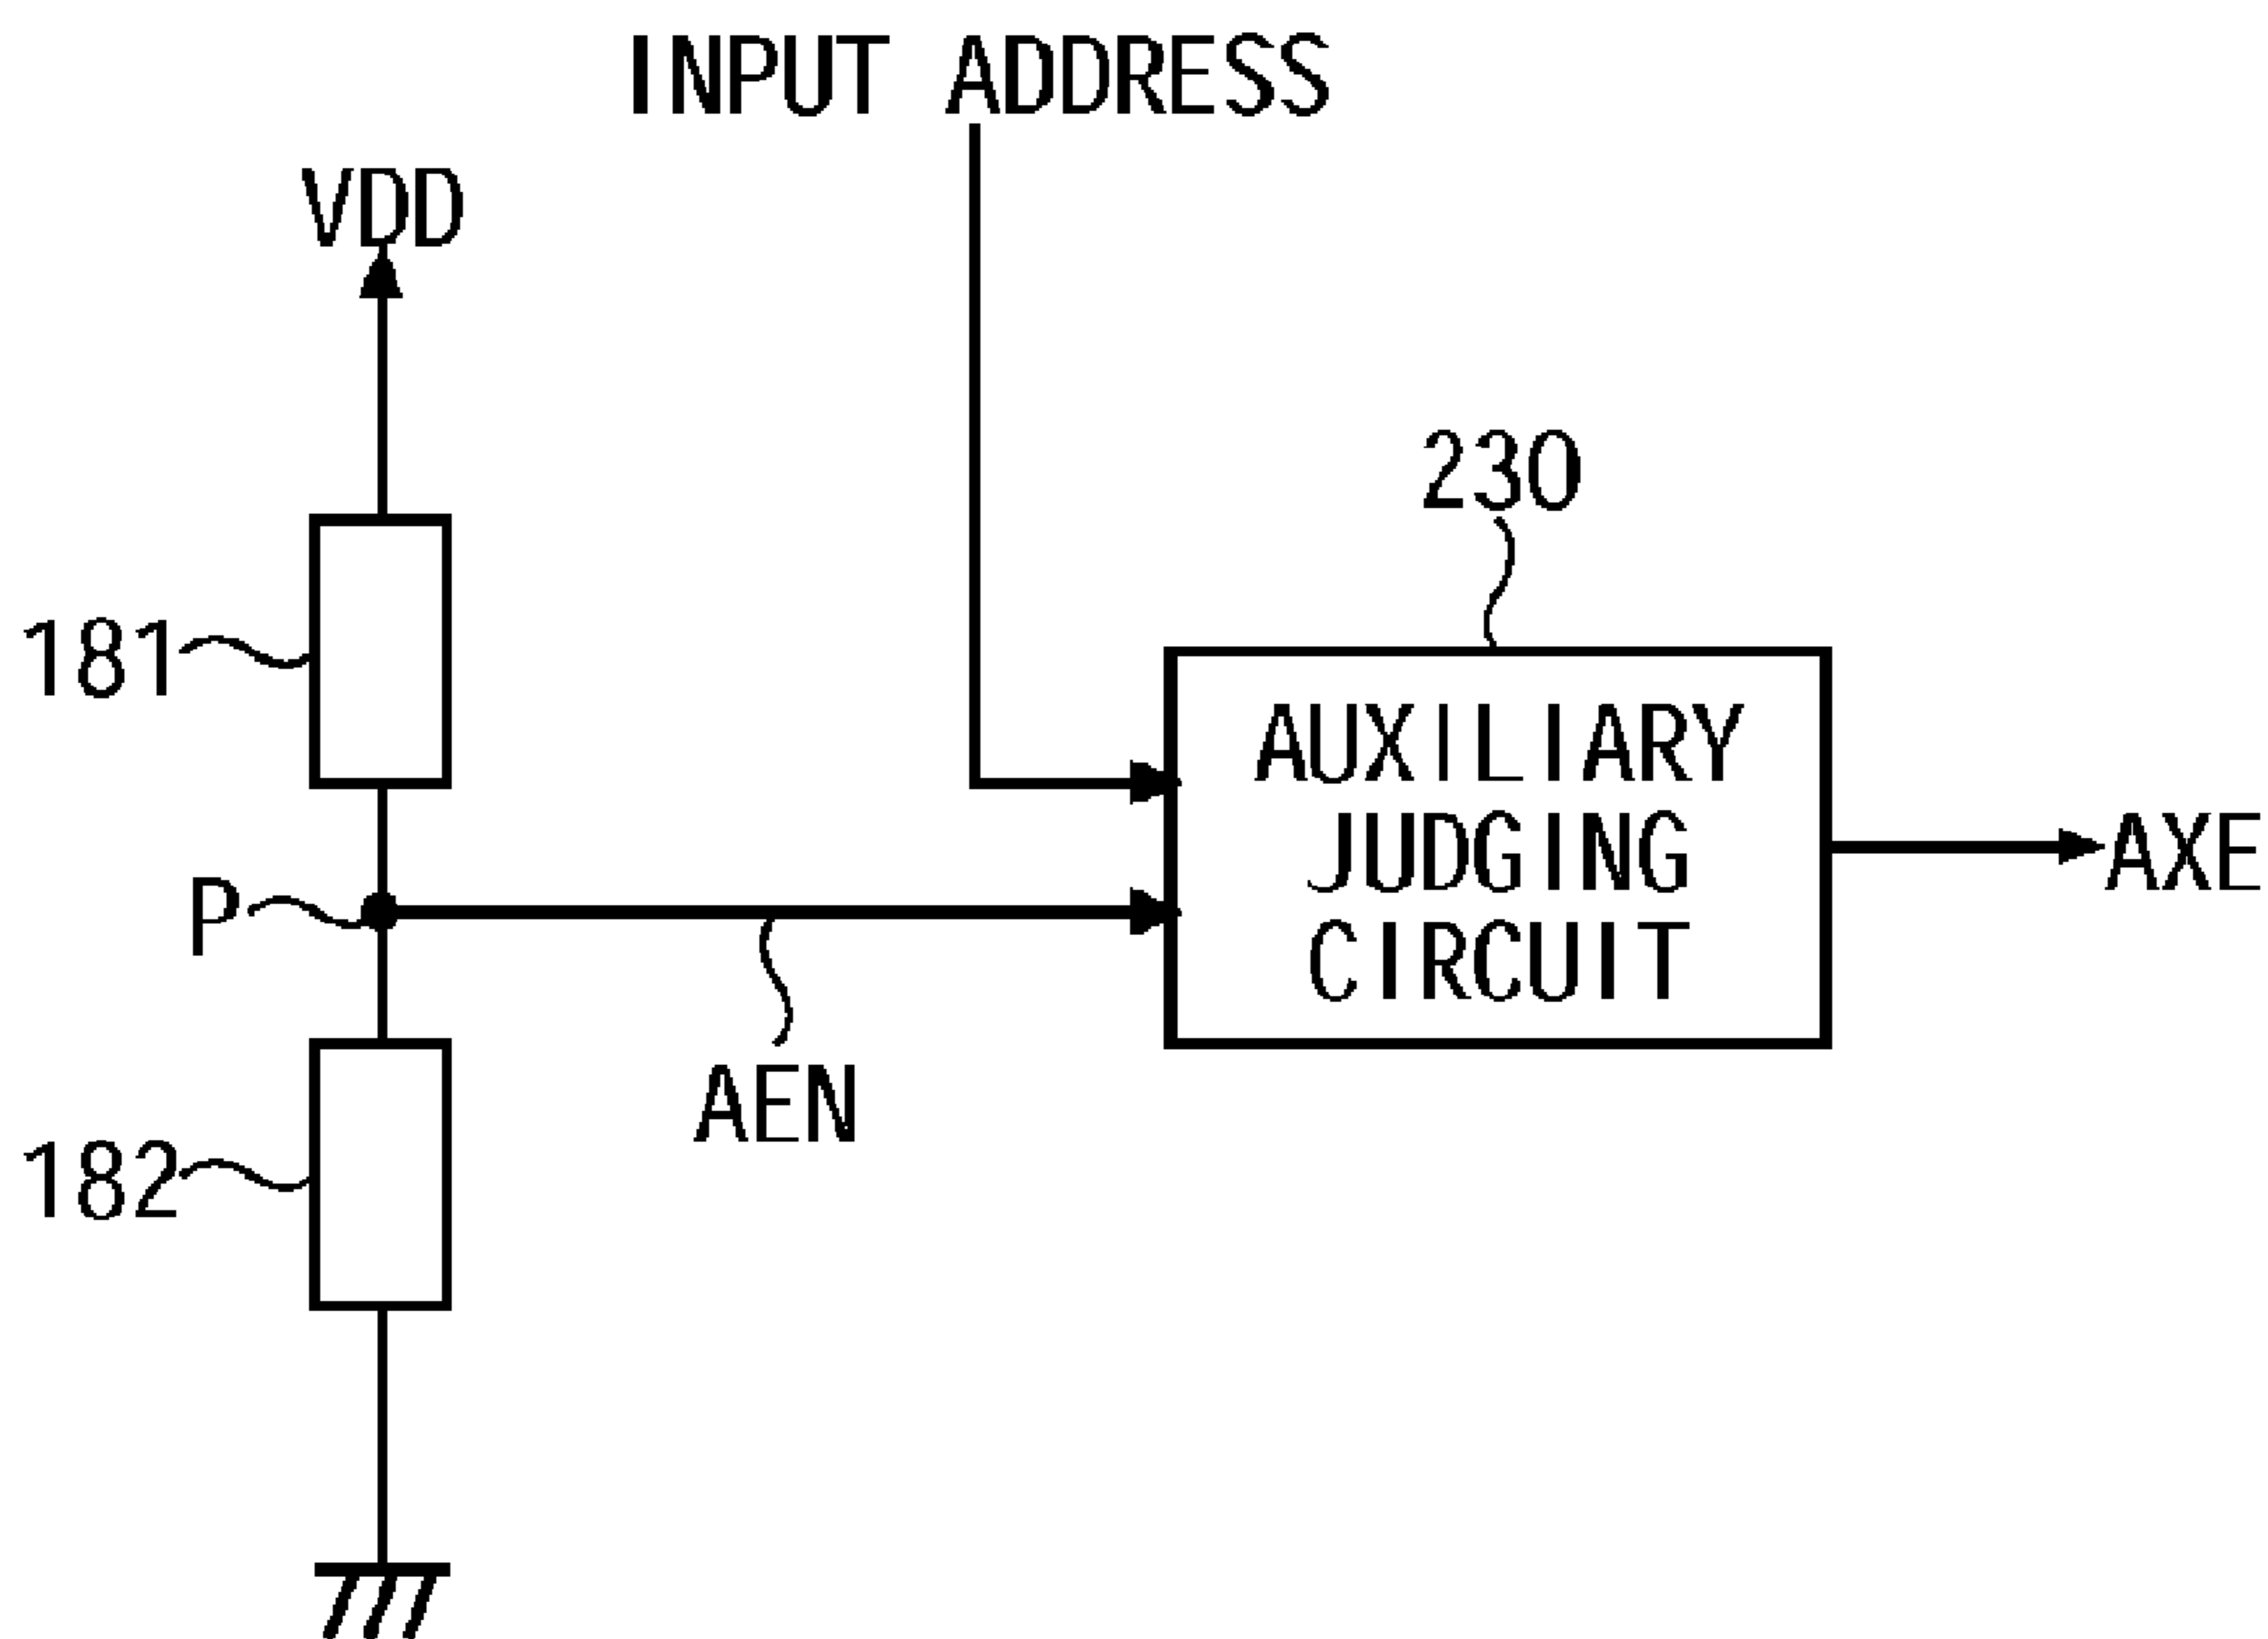 INPUT ADDRESS
VDD
230
181
AUXILIARY
JUDGING
CIRCUIT
AXE
P
AEN
182